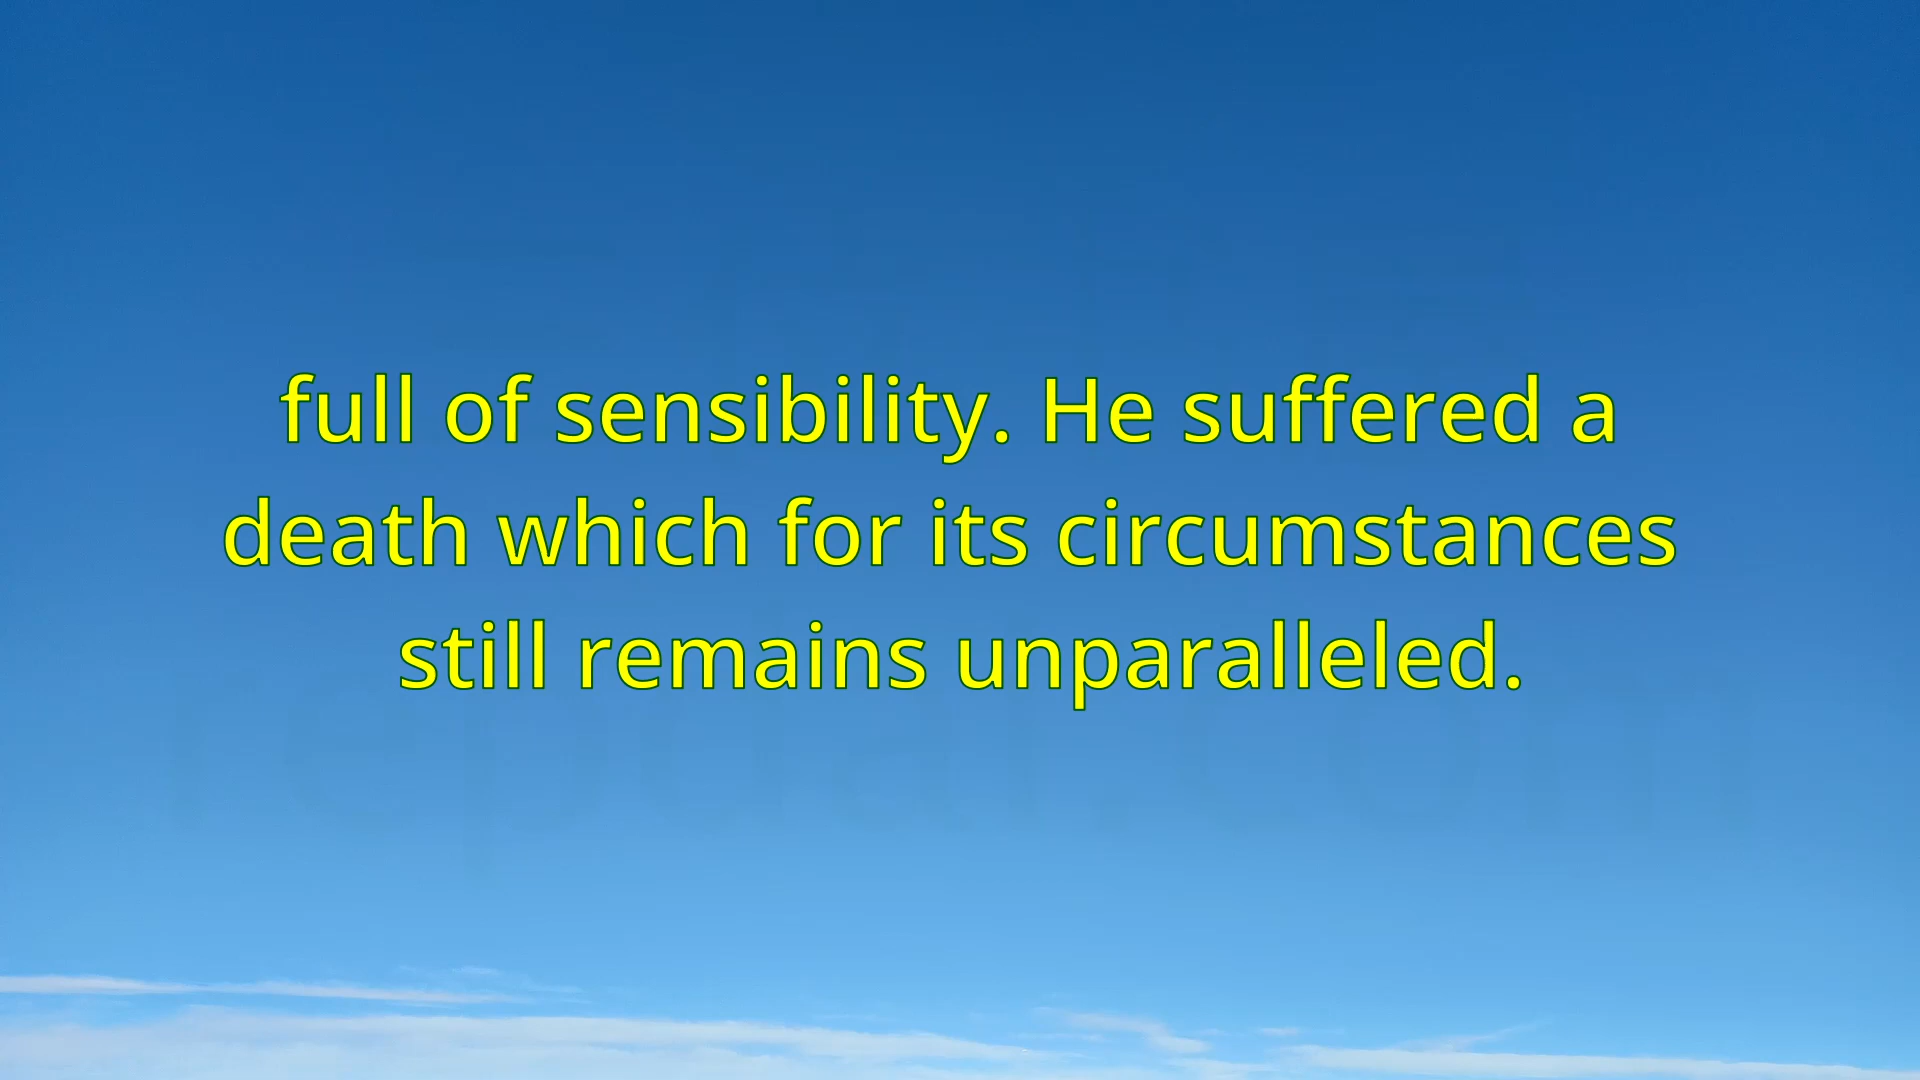 full of sensibility. He suffered a
death which for its circumstances
still remains unparalleled.